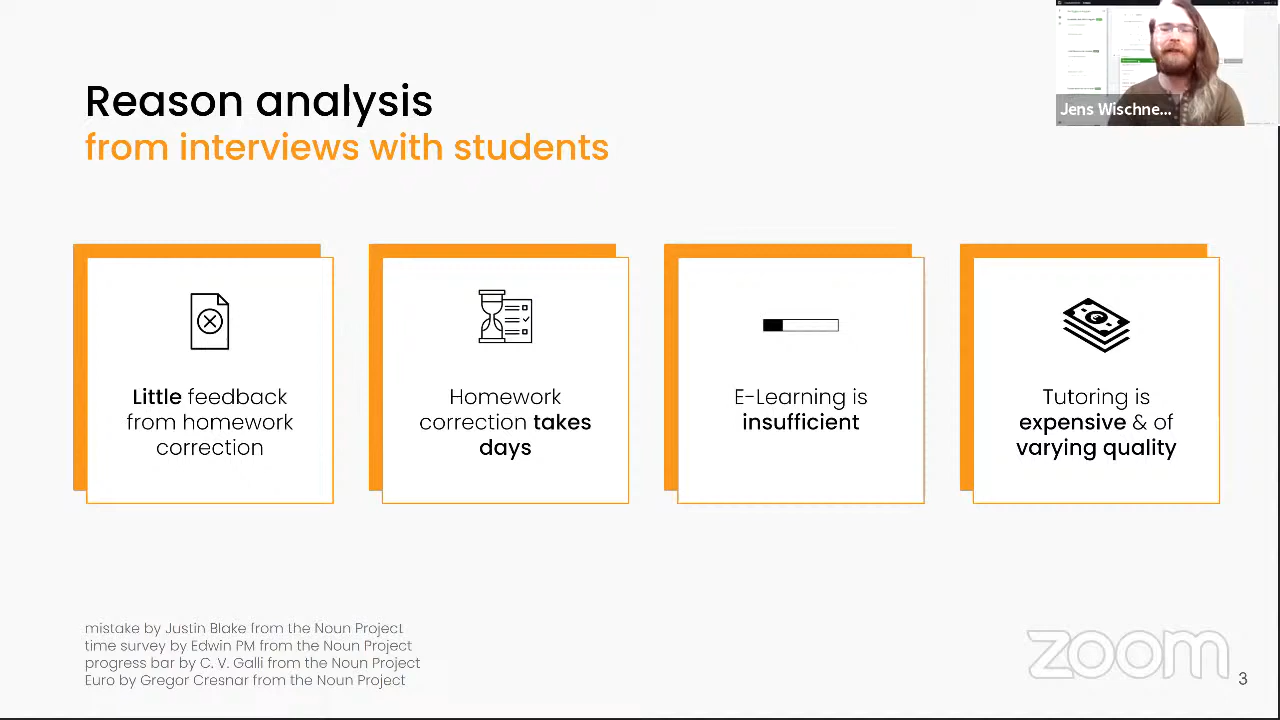 Reason analysis
from interviews with students
Jens Wischne...
Little feedback
from homework
correction
Homework
correction takes
days
E-Learning is
insufficient
Tutoring is
expensive & of
varying quality
mistake by Justin Blake from the Noun Project
time survey by Edwin PM from the Noun Project
progress bar by C. V. Galli from the Noun Project
Euro by Gregor Cresnar from the Noun Project
zoom
3